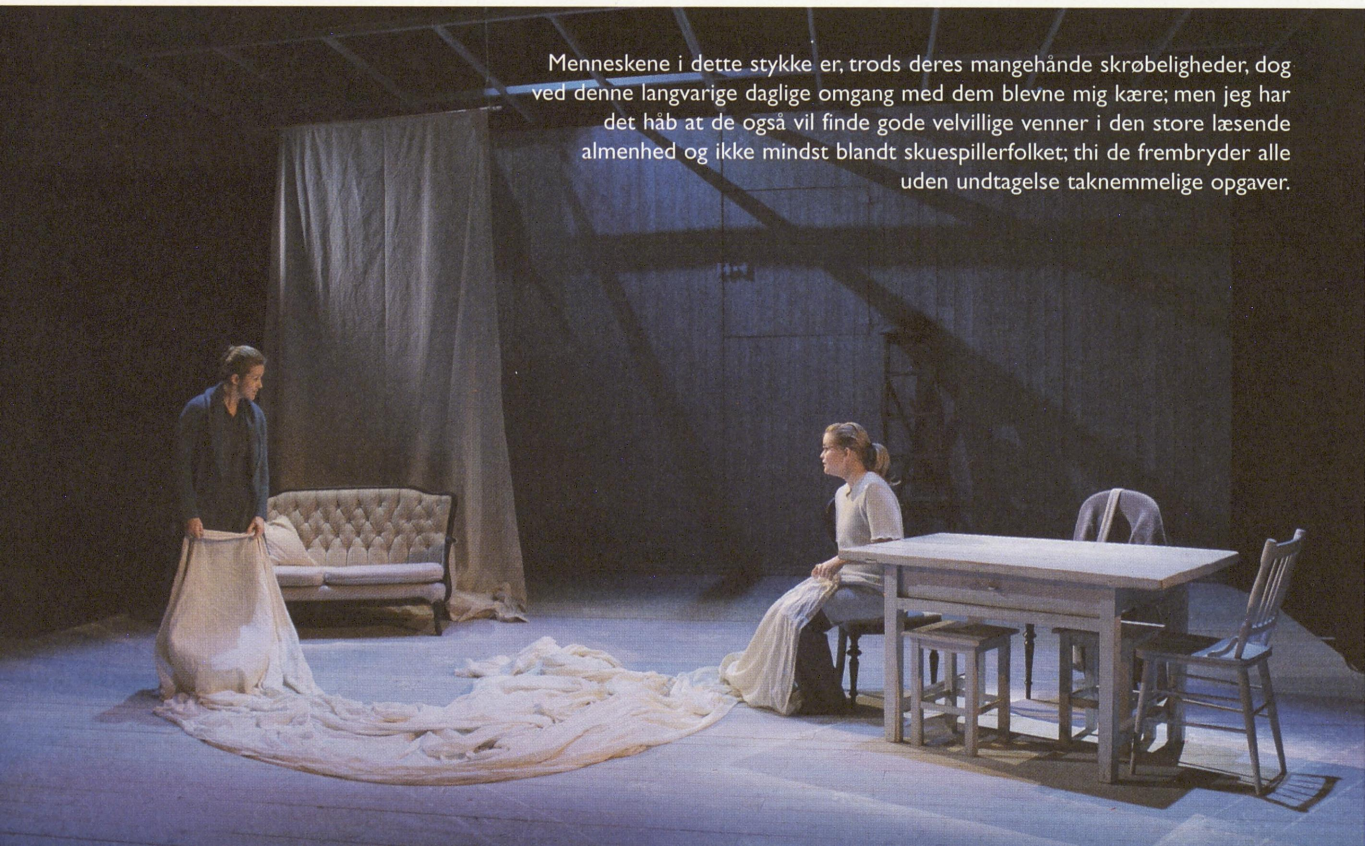 Menneskene i dette stykke er, trods deres mangehånde skrøbeligheder, dog
ved denne langvarige daglige omgang med dem blevne mig kære; men jeg har
det håb at de også vil finde gode velvillige venner i den store læsende
almenhed og ikke mindst blandt skuespillerfolket; thi de frembryder alle
uden undtagelse taknemmelige opgaver.